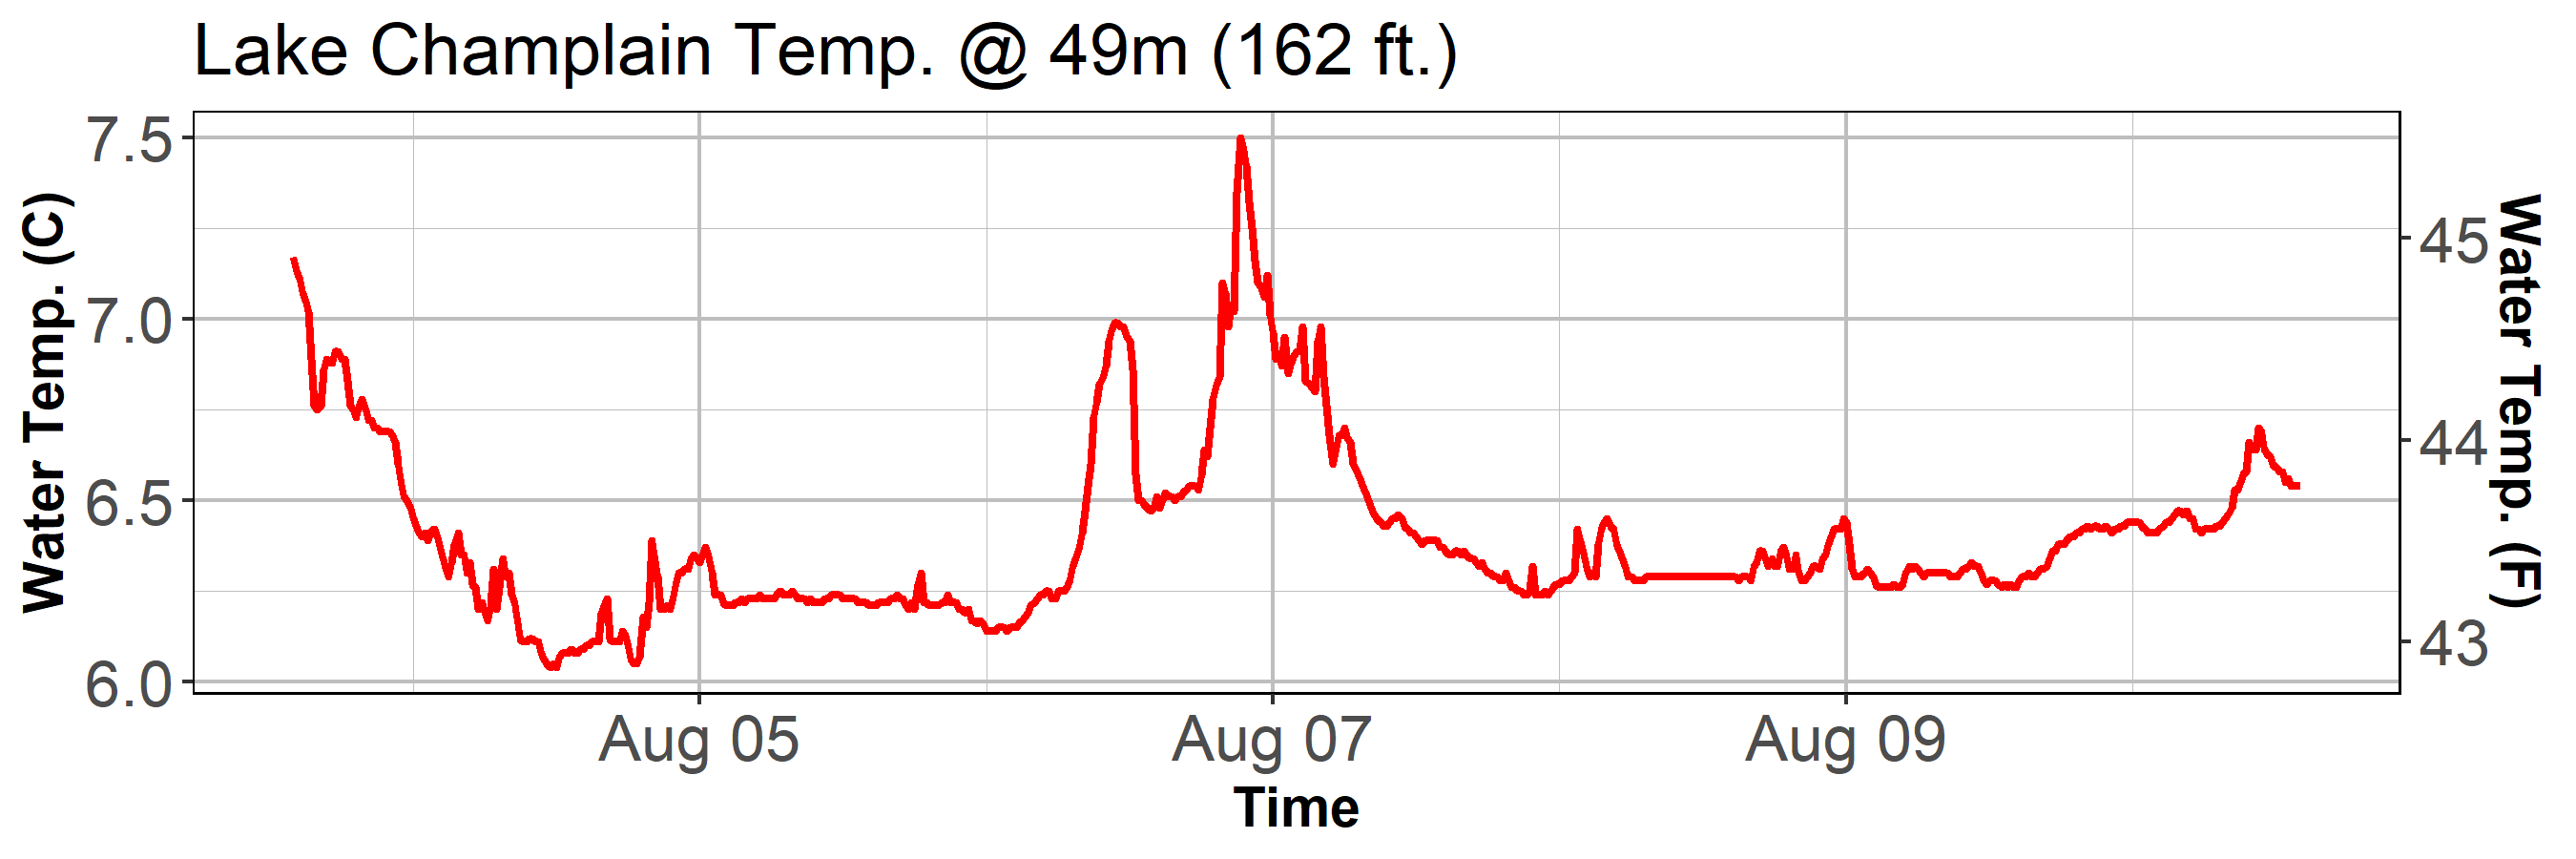 Lake Champlain Temp. @ 49m (162 ft.)
7.5
7.0
6.5
6.0
Water Temp. (C)
45
44
43
Water Temp. (F)
Aug 05 Aug 07 Aug 09
Time